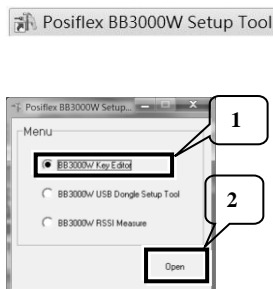 Posiflex BB3000W Setup Tool
Posiflex BB3000W Setup...
Menu
BB3000W Key Editor
BB3000W USB Dongle Setup Tool
BB3000W RSSI Measure
Open
1
2